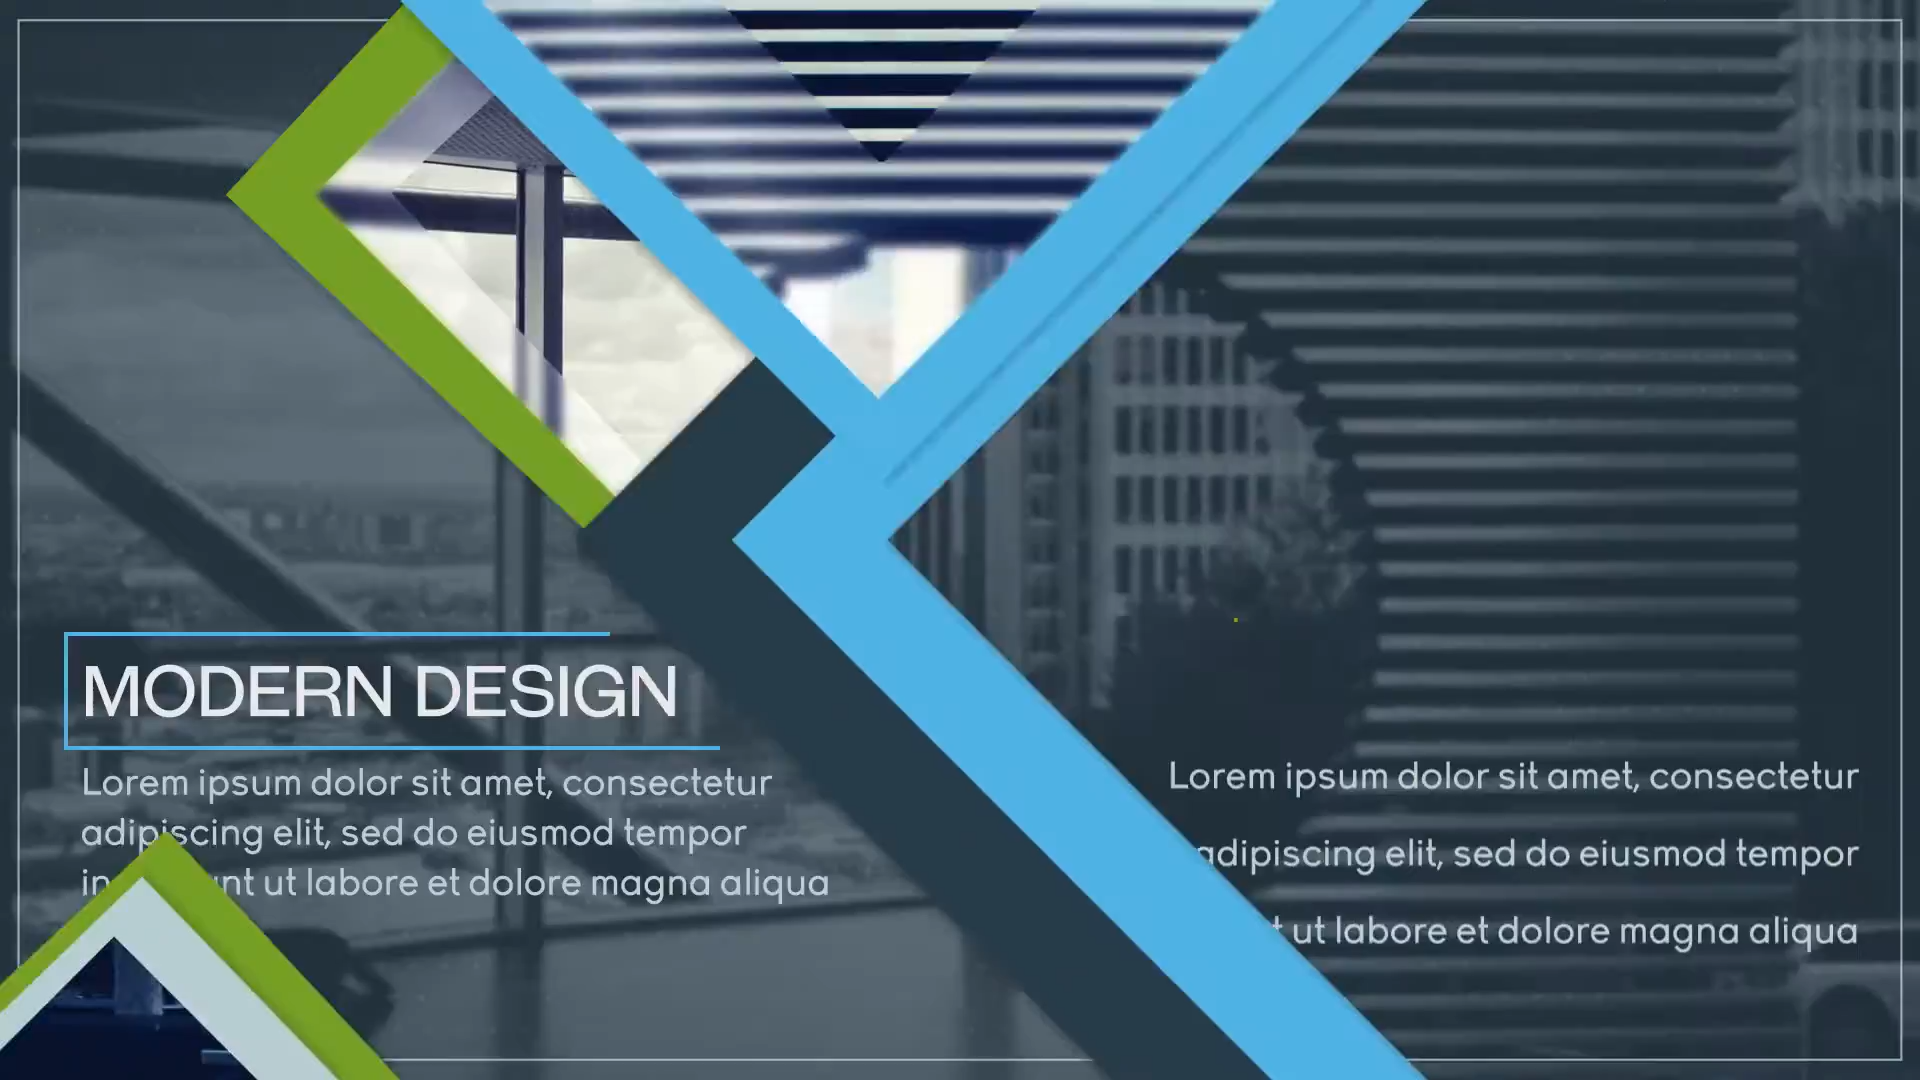 MODERN DESIGN
Lorem ipsum dolor sit amet, consectetur
adipiscing elit, sed do eiusmod tempor
ut labore et dolore magna aliqua
Lorem ipsum dolor sit amet, consectetur
adipiscing elit, sed do eiusmod tempor
ut labore et dolore magna aliqua